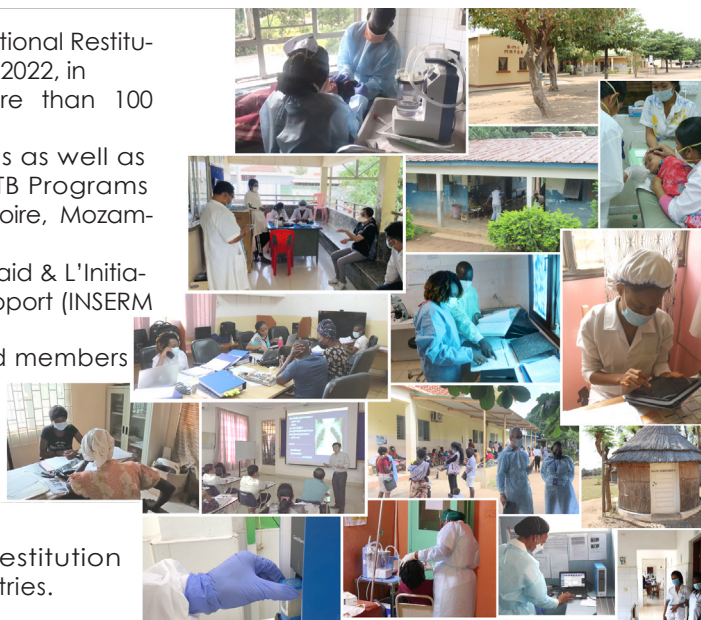 tional Restitu-
2022, in
re than 100
s as well as
TB Programs
oire, Mozam-
aid & L'Initia-
pport (INSERM
d members
estitution
tries.